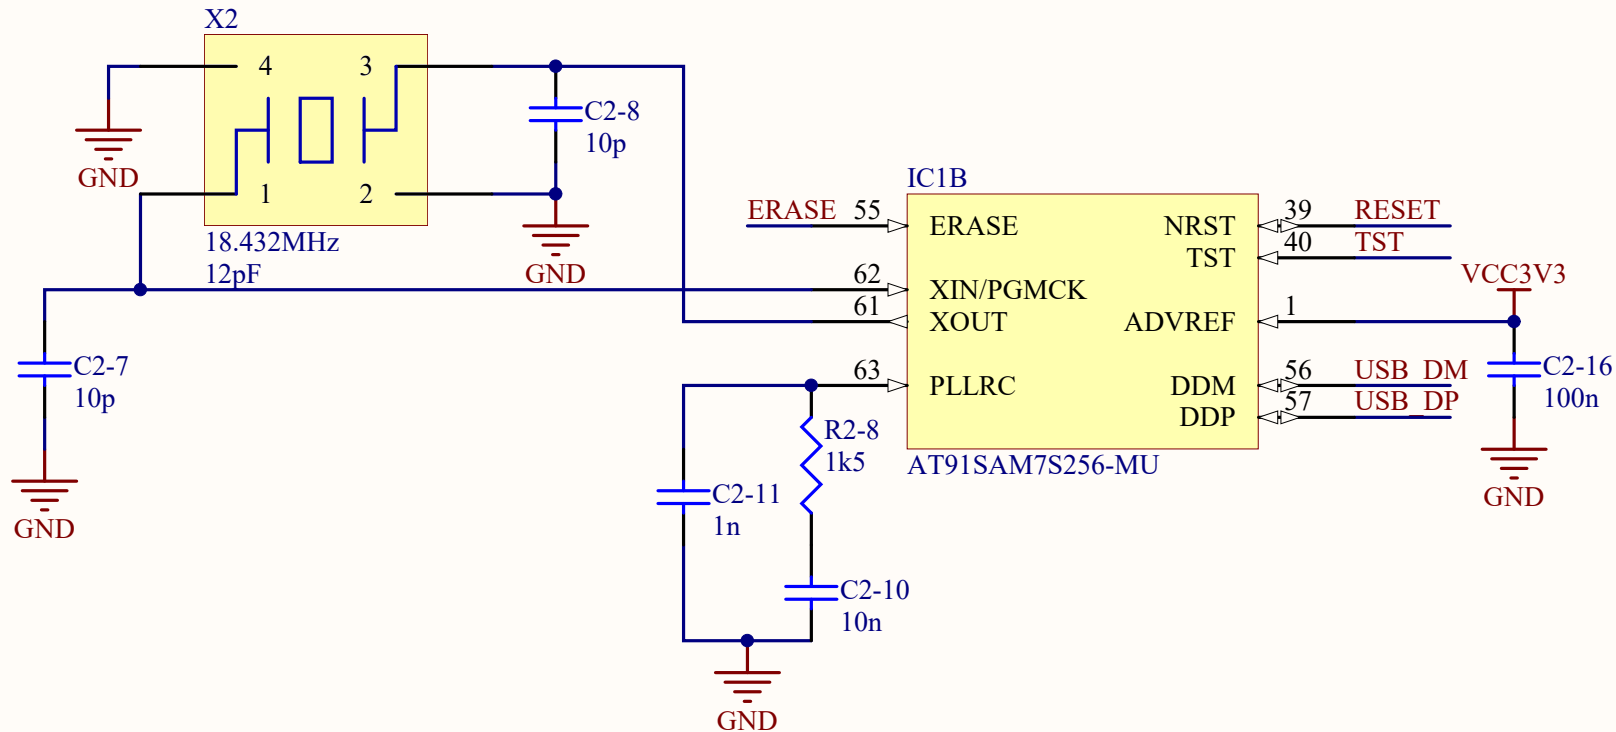 X2
4 3
1 2
18.432MHz
12pF
GND
C2-8
10p
GND
C2-7
10p
GND
IC1B
ERASE 55 ERASE
62 XIN/PGMCK
61 XOUT
63 PLLRC
NRST 39 RESET
TST 40 TST
ADVREF 1
VCC3V3
DDM 56 USB_DM
DDP 57 USB_DP
AT91SAM7S256-MU
C2-16
100n
GND
R2-8
1k5
C2-11
1n
C2-10
10n
GND